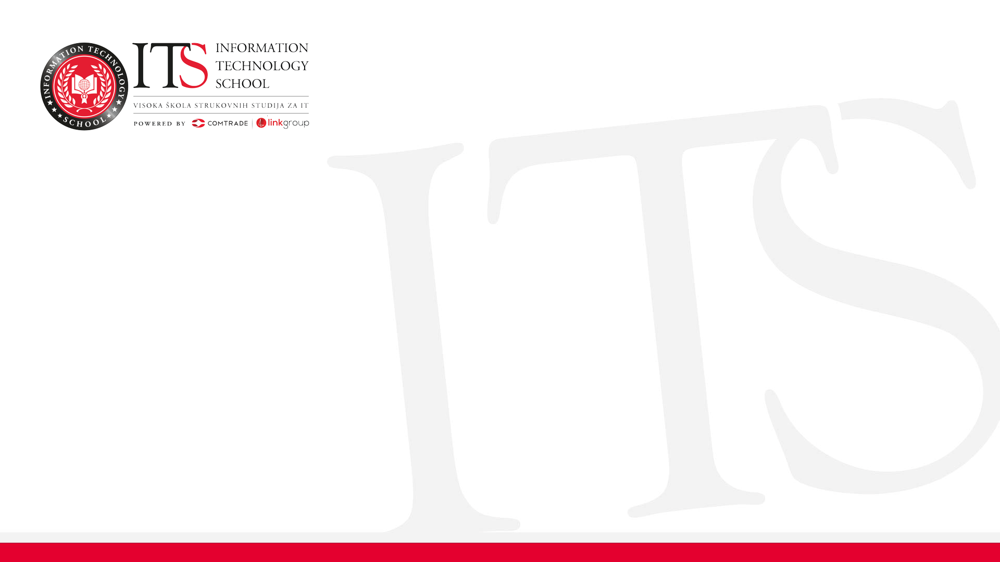 INFORMATION TECHNOLOGY
SCHOOL
ITS
INFORMATION
TECHNOLOGY
SCHOOL
VISOKA ŠKOLA STRUKOVNIH STUDIJA ZA IT
POWERED BY COMTRADE linkgroup
ITS